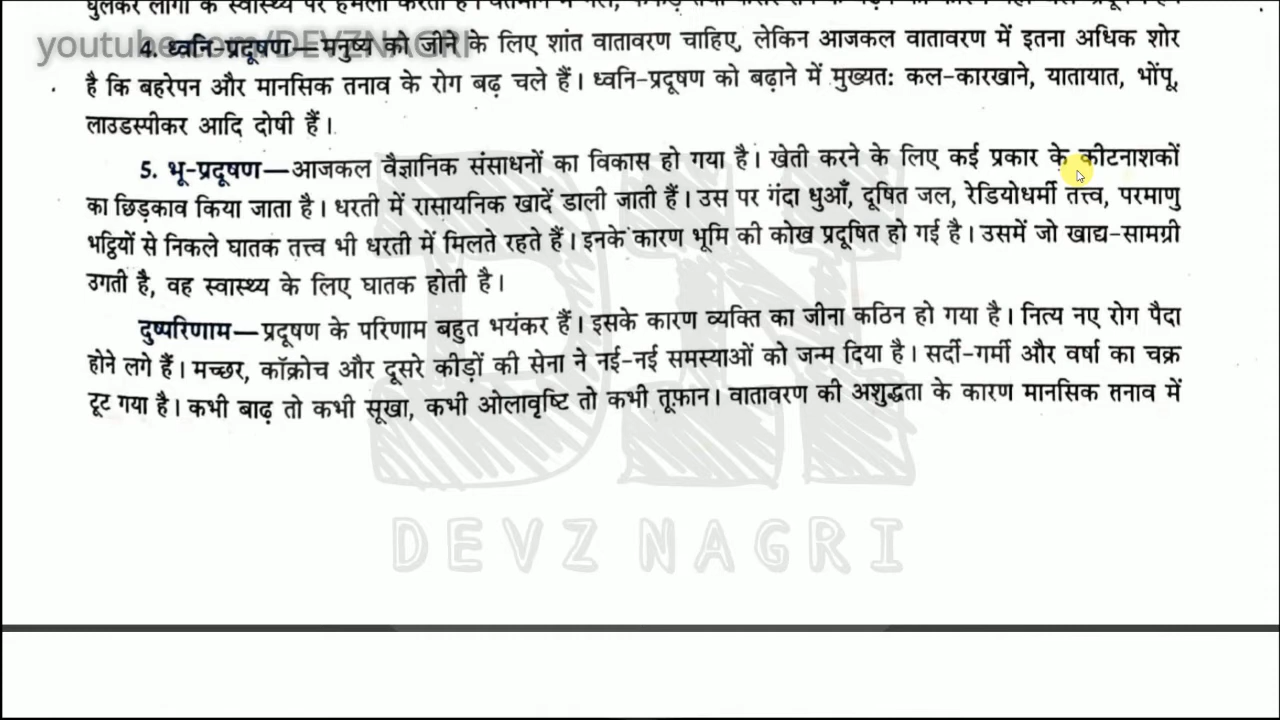 4. ध्वनि-प्रदूषण—मनुष्य को जीने के लिए शांत वातावरण चाहिए, लेकिन आजकल वातावरण में इतना अधिक शोर
youtube.com/DEVZNAGRI
है कि बहरेपन और मानसिक तनाव के रोग बढ़ चले हैं। ध्वनि-प्रदूषण को बढ़ाने में मुख्यत: कल-कारखाने, यातायात, भोंपू,
लाउडस्पीकर आदि दोषी हैं।
5. भू-प्रदूषण—आजकल वैज्ञानिक संसाधनों का विकास हो गया है। खेती करने के लिए कई प्रकार के कीटनाशकों
का छिड़काव किया जाता है। धरती में रासायनिक खादें डाली जाती हैं। उस पर गंदा धुआँ, दूषित जल, रेडियोधर्मी तत्त्व, परमाणु
भट्ठियों से निकले घातक तत्त्व भी धरती में मिलते रहते हैं। इनके कारण भूमि की कोख प्रदूषित हो गई है। उसमें जो खाद्य-सामग्री
उगती है, वह स्वास्थ्य के लिए घातक होती है।
दुष्परिणाम—प्रदूषण के परिणाम बहुत भयंकर हैं। इसके कारण व्यक्ति का जीना कठिन हो गया है। नित्य नए रोग पैदा
होने लगे हैं। मच्छर, कॉक्रोच और दूसरे कीड़ों की सेना ने नई-नई समस्याओं को जन्म दिया है। सर्दी-गर्मी और वर्षा का चक्र
टूट गया है। कभी बाढ़ तो कभी सूखा, कभी ओलावृष्टि तो कभी तूफ़ान। वातावरण की अशुद्धता के कारण मानसिक तनाव में
DN
DEVZ NAGRI